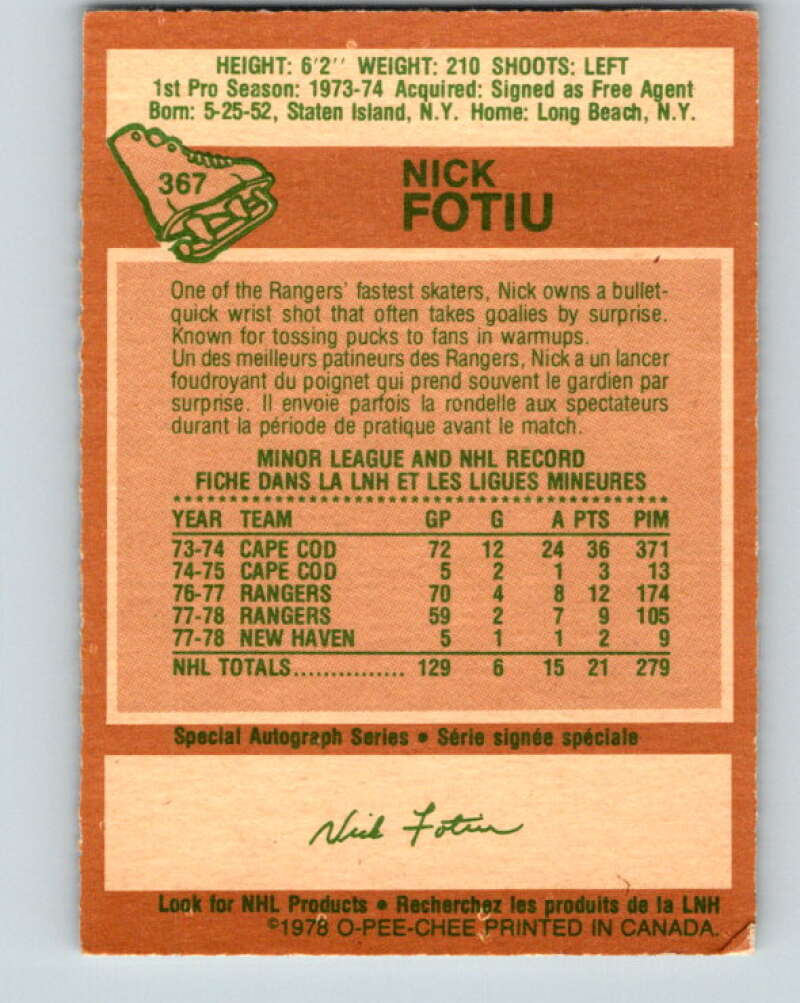 HEIGHT: 6'2'' WEIGHT: 210 SHOOTS: LEFT
1st Pro Season: 1973-74 Acquired: Signed as Free Agent
Born: 5-25-52, Staten Island, N.Y. Home: Long Beach, N.Y.
367
NICK
FOTIU
One of the Rangers' fastest skaters, Nick owns a bullet-
quick wrist shot that often takes goalies by surprise.
Known for tossing pucks to fans in warmups.
Un des meilleurs patineurs des Rangers, Nick a un lancer
foudroyant du poignet qui prend souvent le gardien par
surprise. Il envoie parfois la rondelle aux spectateurs
durant la période de pratique avant le match.
MINOR LEAGUE AND NHL RECORD
FICHE DANS LA LNH ET LES LIGUES MINEURES
YEAR TEAM GP G A PTS PIM
73-74 CAPE COD 72 12 24 36 371
74-75 CAPE COD 5 2 1 3 13
76-77 RANGERS 70 4 8 12 174
77-78 RANGERS 59 2 7 9 105
77-78 NEW HAVEN 5 1 1 2 9
NHL TOTALS............... 129 6 15 21 279
Special Autograph Series • Série signée spéciale
Nick Fotiu
Look for NHL Products • Recherchez les produits de la LNH
©1978 O-PEE-CHEE PRINTED IN CANADA.